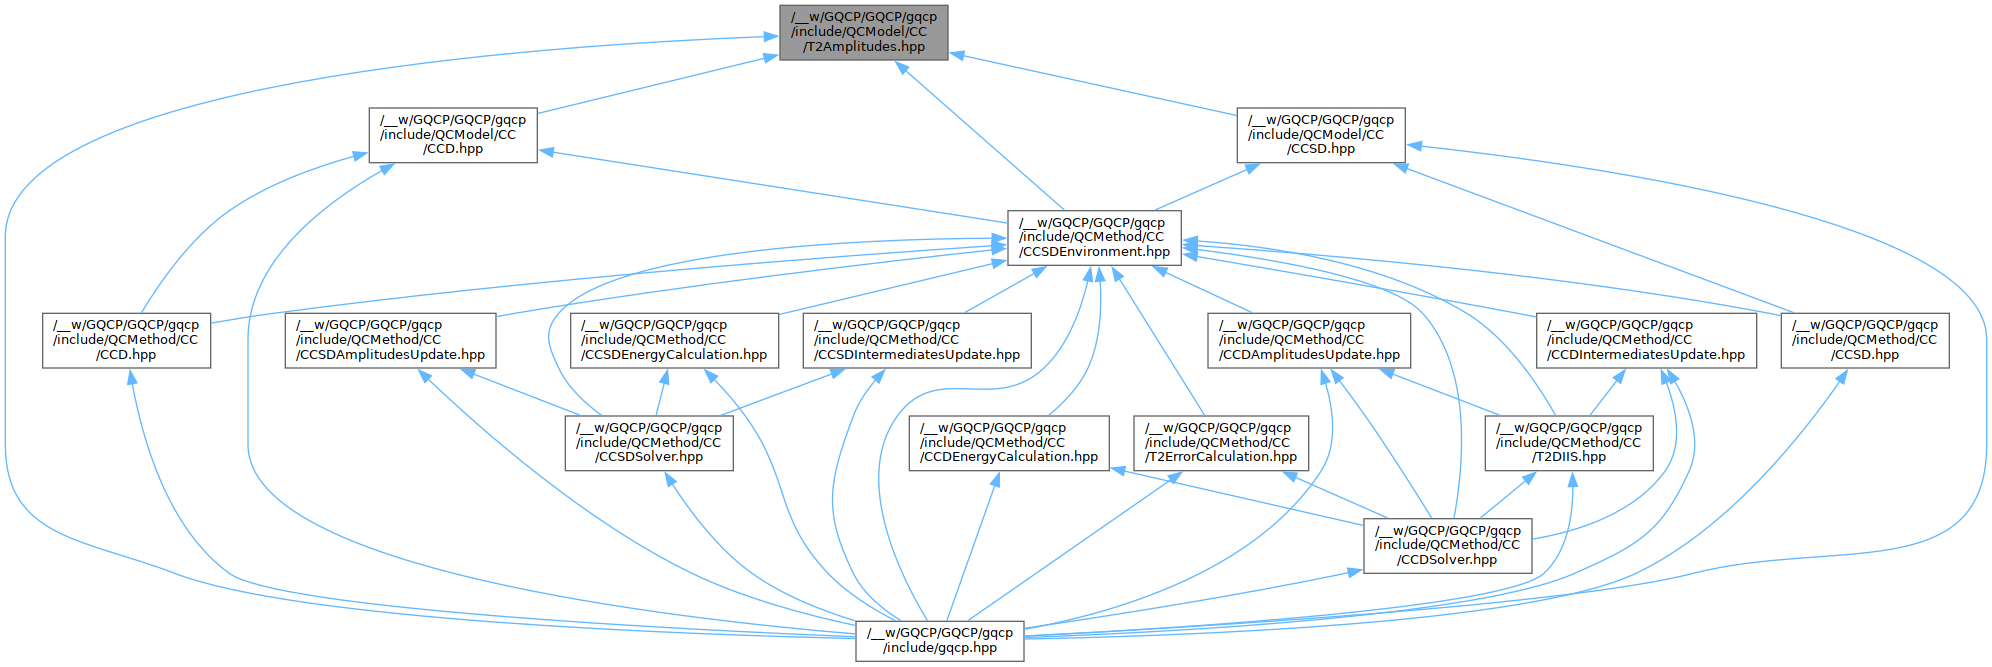 /__w/GQCP/GQCP/gqcp
/include/QCModel/CC
/T2Amplitudes.hpp
/__w/GQCP/GQCP/gqcp
/include/QCModel/CC
/CCD.hpp
/__w/GQCP/GQCP/gqcp
/include/QCModel/CC
/CCSD.hpp
/__w/GQCP/GQCP/gqcp
/include/QCMethod/CC
/CCSDEnvironment.hpp
/__w/GQCP/GQCP/gqcp
/include/QCMethod/CC
/CCD.hpp
/__w/GQCP/GQCP/gqcp
/include/QCMethod/CC
/CCSDAmplitudesUpdate.hpp
/__w/GQCP/GQCP/gqcp
/include/QCMethod/CC
/CCSDEnergyCalculation.hpp
/__w/GQCP/GQCP/gqcp
/include/QCMethod/CC
/CCSDIntermediatesUpdate.hpp
/__w/GQCP/GQCP/gqcp
/include/QCMethod/CC
/CCDAmplitudesUpdate.hpp
/__w/GQCP/GQCP/gqcp
/include/QCMethod/CC
/CCDIntermediatesUpdate.hpp
/__w/GQCP/GQCP/gqcp
/include/QCMethod/CC
/CCSD.hpp
/__w/GQCP/GQCP/gqcp
/include/QCMethod/CC
/CCSDSolver.hpp
/__w/GQCP/GQCP/gqcp
/include/QCMethod/CC
/CCDEnergyCalculation.hpp
/__w/GQCP/GQCP/gqcp
/include/QCMethod/CC
/T2ErrorCalculation.hpp
/__w/GQCP/GQCP/gqcp
/include/QCMethod/CC
/T2DIIS.hpp
/__w/GQCP/GQCP/gqcp
/include/QCMethod/CC
/CCDSolver.hpp
/__w/GQCP/GQCP/gqcp
/include/gqcp.hpp